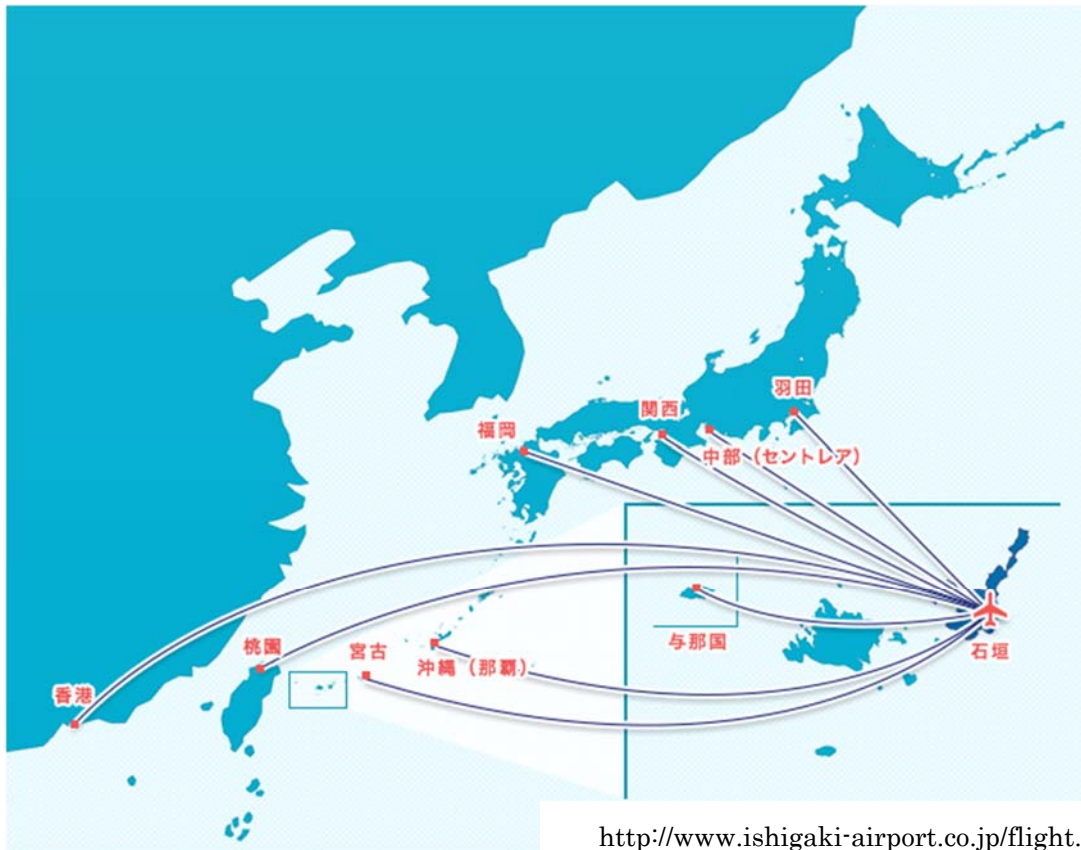 羽田
関西
福岡
中部（セントレア）
与那国
石垣
桃園
宮古
沖縄（那覇）
香港
http://www.ishigaki-airport.co.jp/flight.